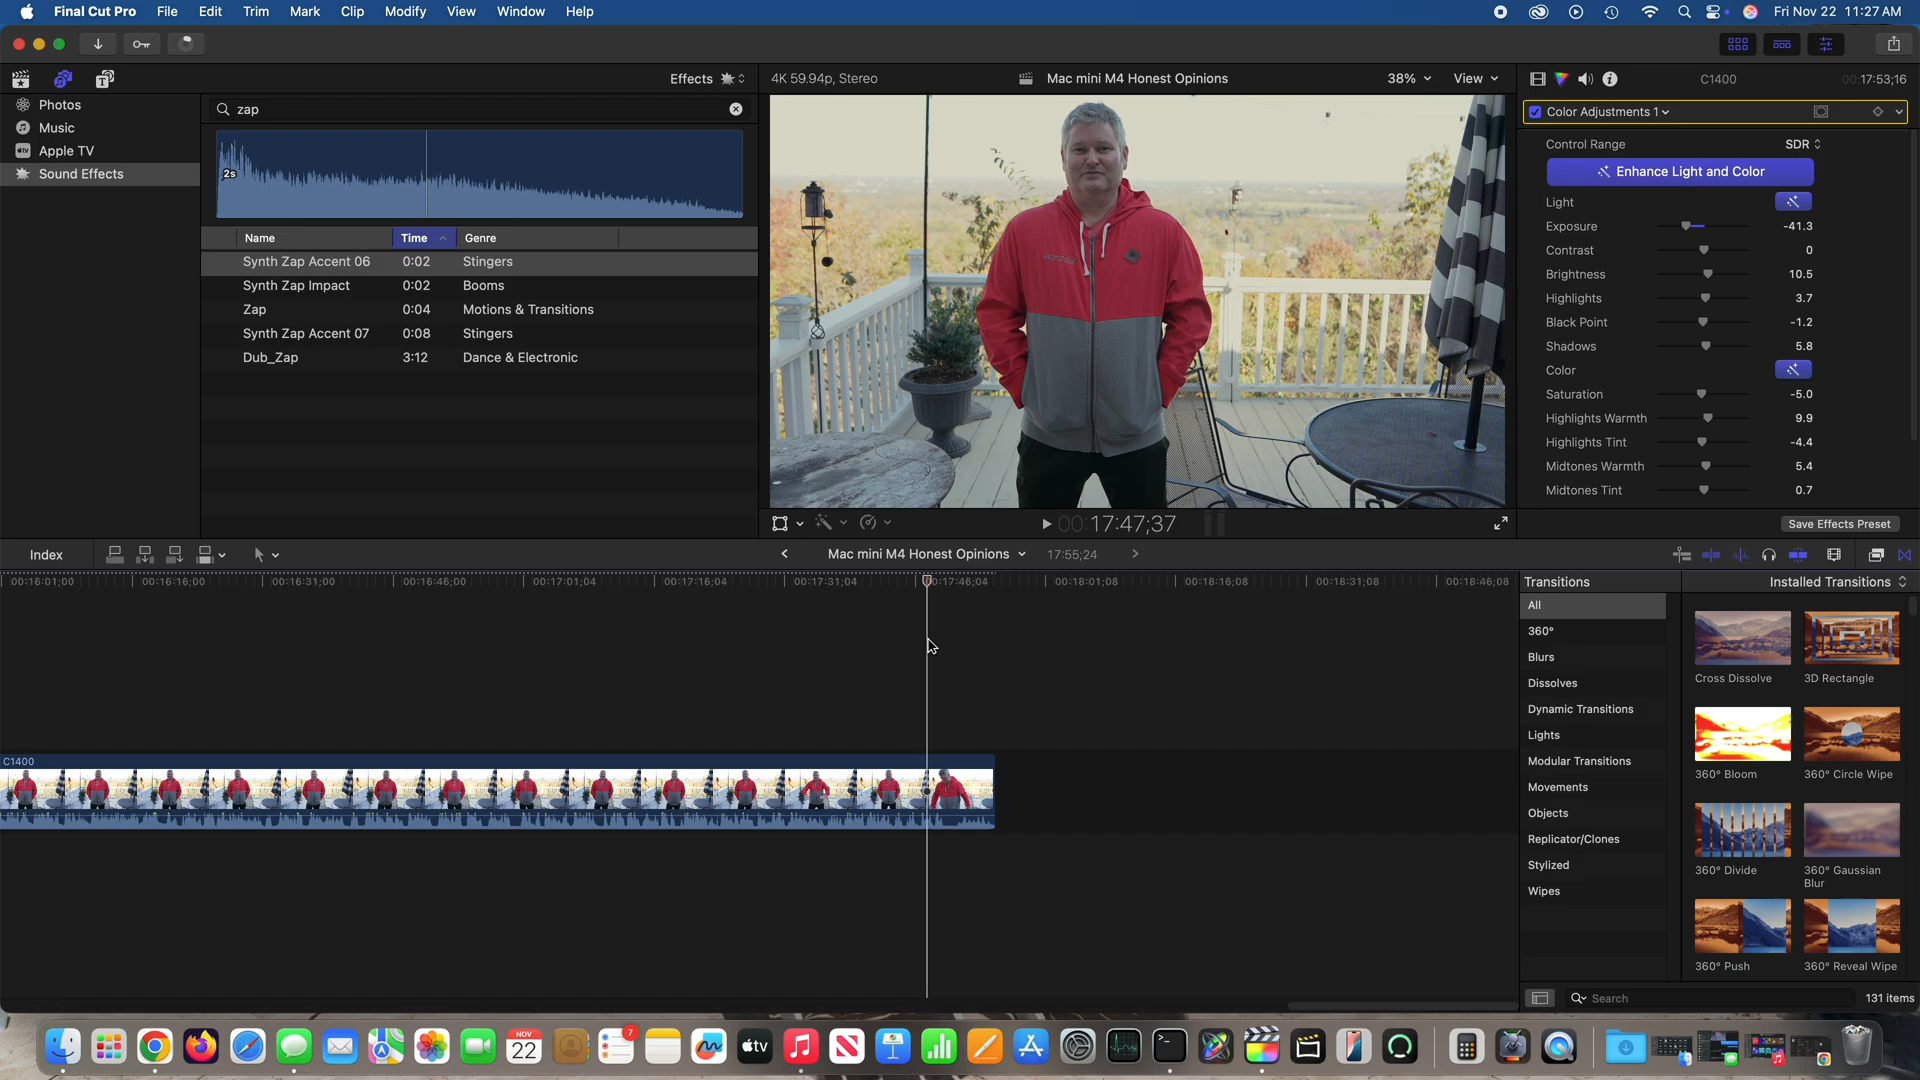 Final Cut Pro File Edit Trim Mark Clip Modify View Window Help Fri Nov 22 11:27 AM
Effects 4K 59.94p, Stereo Mac mini M4 Honest Opinions 38% View C1400 00:17:53;16
Photos
Music
Apple TV
Sound Effects
zap
2s
Name Time Genre
Synth Zap Accent 06 0:02 Stingers
Synth Zap Impact 0:02 Booms
Zap 0:04 Motions & Transitions
Synth Zap Accent 07 0:08 Stingers
Dub_Zap 3:12 Dance & Electronic
Color Adjustments 1
Control Range SDR
Enhance Light and Color
Light
Exposure -41.3
Contrast 0
Brightness 10.5
Highlights 3.7
Black Point -1.2
Shadows 5.8
Color
Saturation -5.0
Highlights Warmth 9.9
Highlights Tint -4.4
Midtones Warmth 5.4
Midtones Tint 0.7
Save Effects Preset
00:17:47;37
Index Mac mini M4 Honest Opinions 17:55;24
00:16:01;00 00:16:16;00 00:16:31;00 00:16:46;00 00:17:01;04 00:17:16;04 00:17:31;04 00:17:46;04 00:18:01;08 00:18:16;08 00:18:31;08 00:18:46;08
C1400
Transitions Installed Transitions
All
360°
Blurs
Dissolves
Dynamic Transitions
Lights
Modular Transitions
Movements
Objects
Replicator/Clones
Stylized
Wipes
Cross Dissolve 3D Rectangle
360° Bloom 360° Circle Wipe
360° Divide 360° Gaussian
Blur
360° Push 360° Reveal Wipe
Search 131 items
NOV
22
7
tv